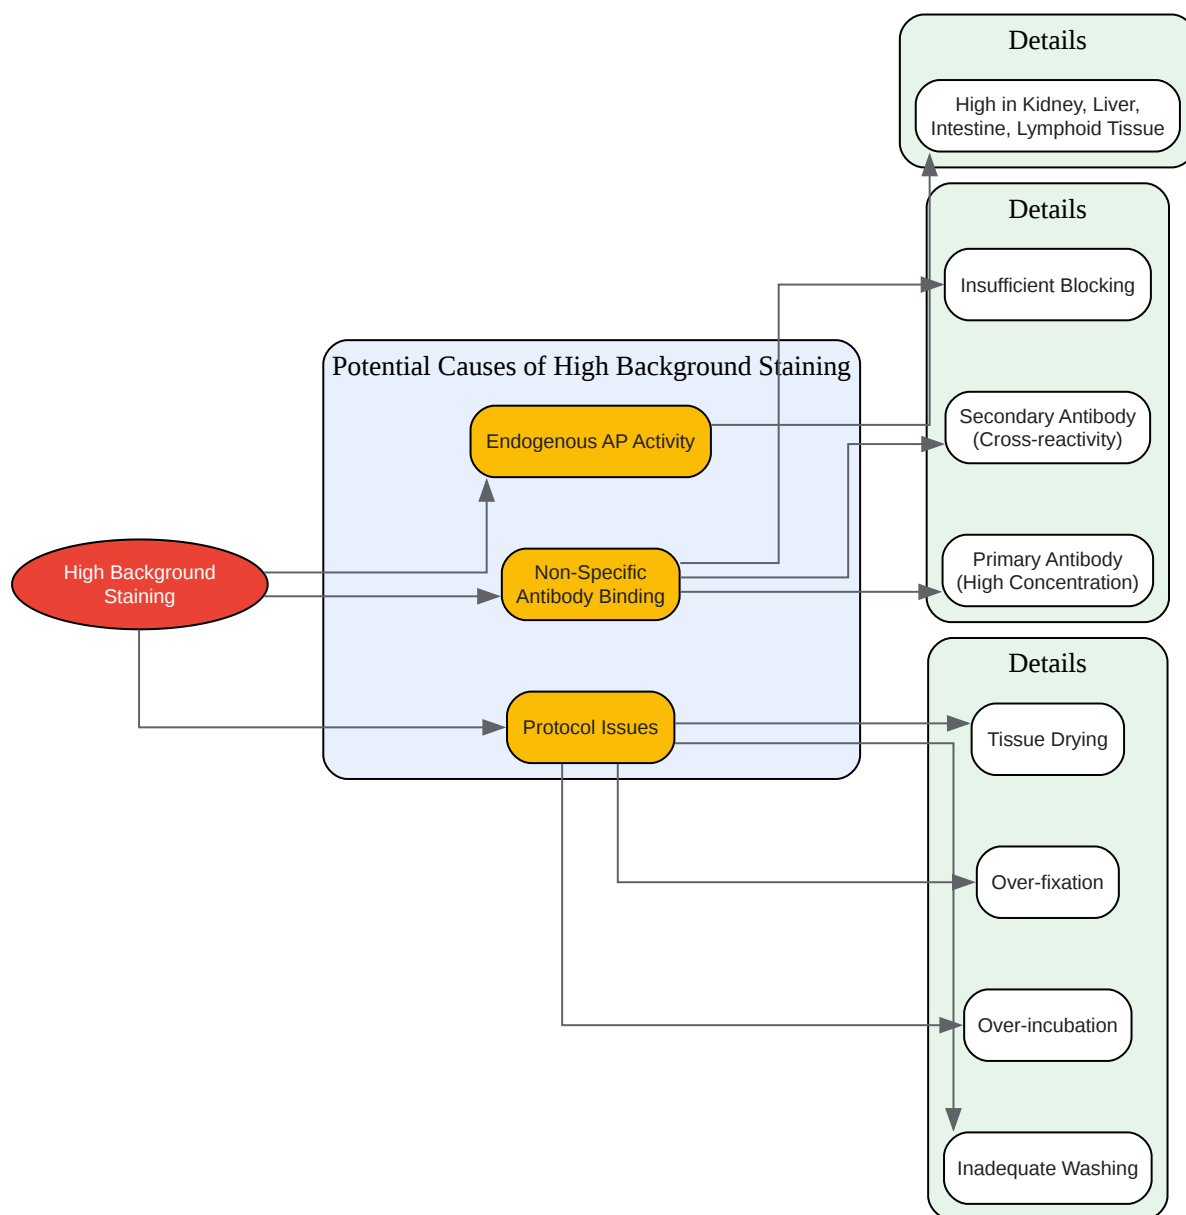 Details
High in Kidney, Liver,
Intestine, Lymphoid Tissue
Details
Insufficient Blocking
Potential Causes of High Background Staining
Endogenous AP Activity
Secondary Antibody
(Cross-reactivity)
High Background
Staining
Non-Specific
Antibody Binding
Primary Antibody
(High Concentration)
Details
Protocol Issues
Tissue Drying
Over-fixation
Over-incubation
Inadequate Washing